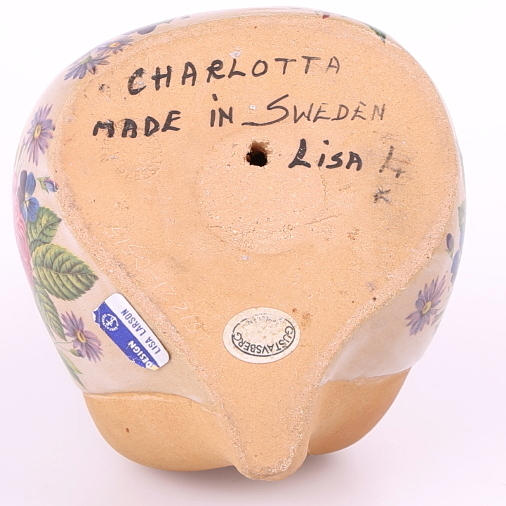 CHARLOTTA
MADE IN SWEDEN
LiSA L
DESIGN
LISA LARSON
GUSTAVSBERG